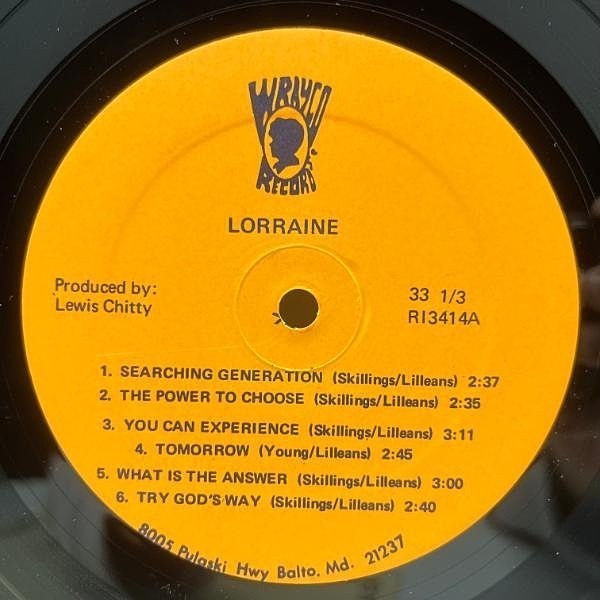 WRAYCO
RECORDS
LORRAINE
Produced by:
Lewis Chitty
33 1/3
RI3414A
1. SEARCHING GENERATION (Skillings/Lilleans) 2:37
2. THE POWER TO CHOOSE (Skillings/Lilleans) 2:35
3. YOU CAN EXPERIENCE (Skillings/Lilleans) 3:11
4. TOMORROW (Young/Lilleans) 2:45
5. WHAT IS THE ANSWER (Skillings/Lilleans) 3:00
6. TRY GOD'S WAY (Skillings/Lilleans) 2:40
8005 Pulaski Hwy Balto. Md. 21237